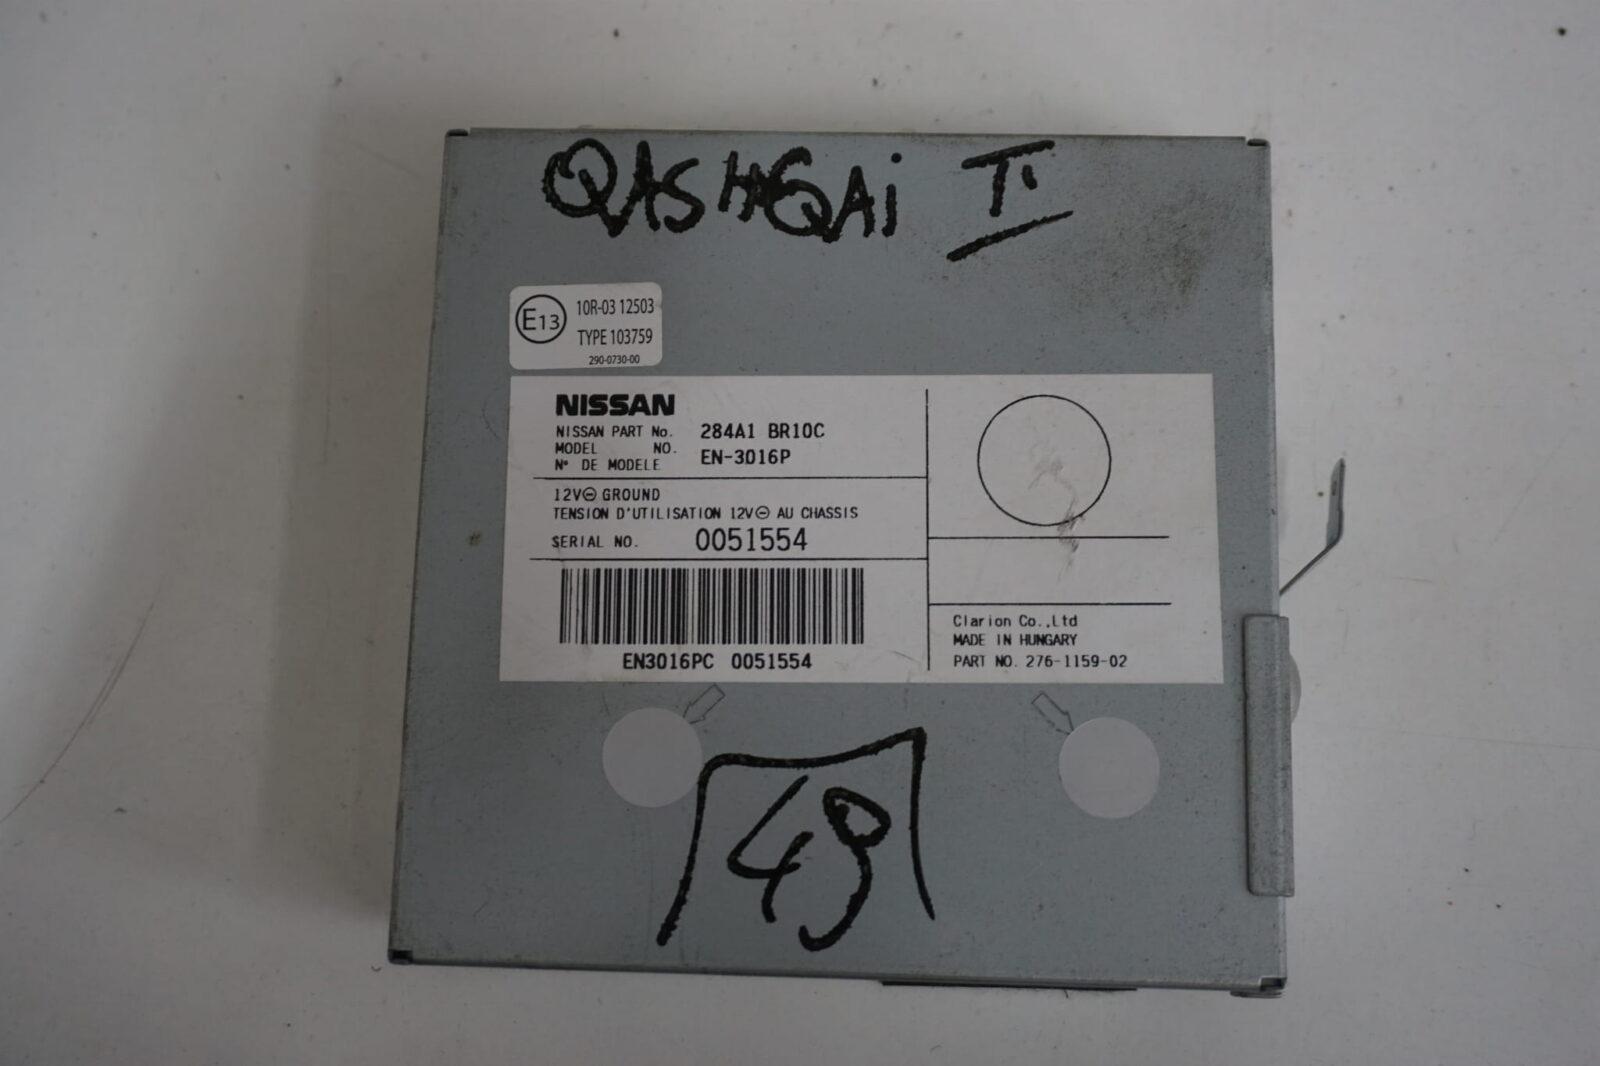 QASHQAi II
E13
10R-03 12503
TYPE 103759
290-0730-00
NISSAN
NISSAN PART No. 284A1 BR10C
MODEL NO. EN-3016P
N° DE MODELE
12V⊖ GROUND
TENSION D'UTILISATION 12V⊖ AU CHASSIS
SERIAL NO. 0051554
EN3016PC 0051554
Clarion Co.,Ltd
MADE IN HUNGARY
PART NO. 276-1159-02
49